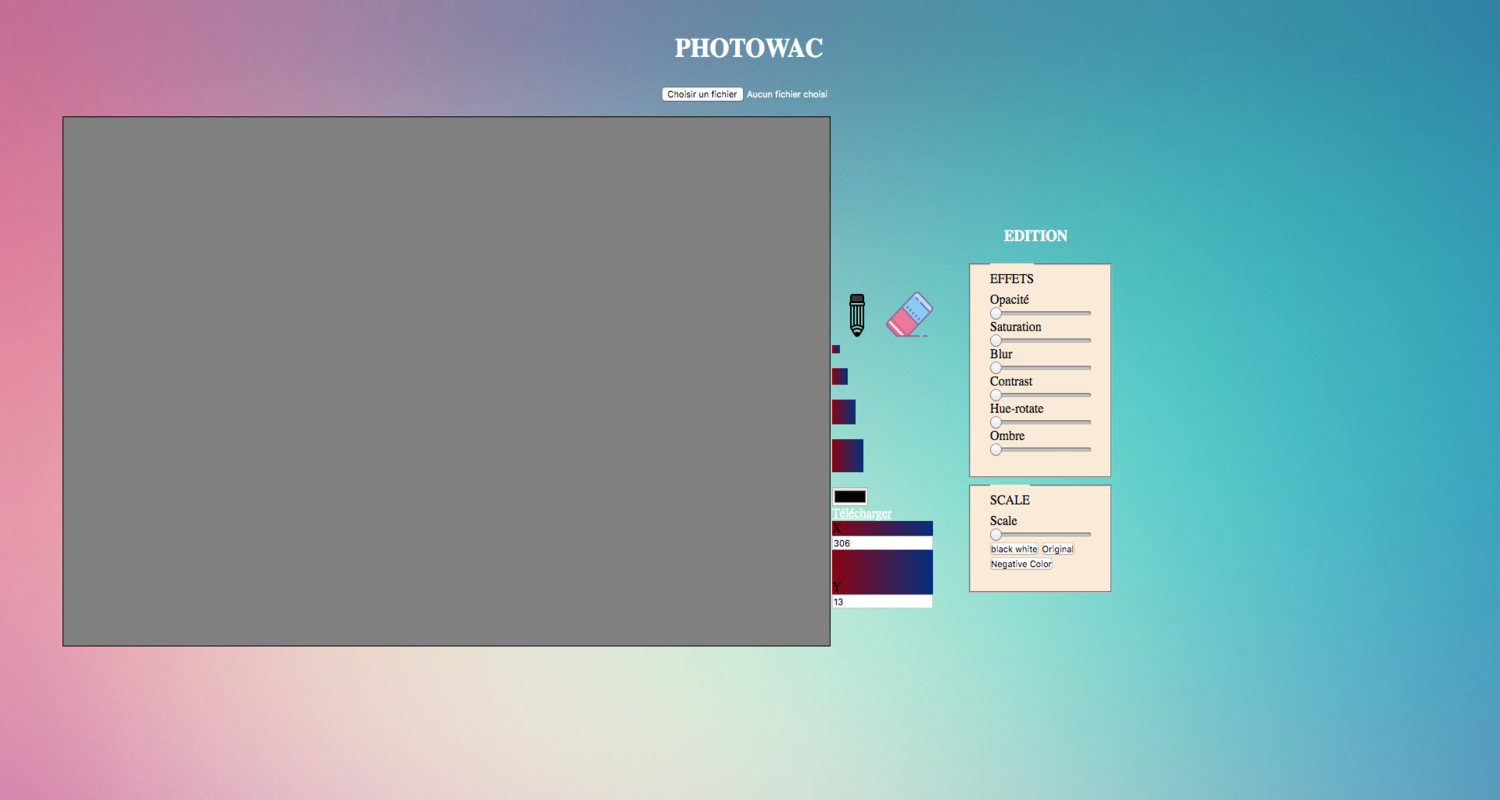 PHOTOWAC
Choisir un fichier Aucun fichier choisi
EDITION
EFFETS
Opacité
Saturation
Blur
Contrast
Hue-rotate
Ombre
SCALE
Scale
black white Original
Negative Color
Télécharger
X
306
Y
13